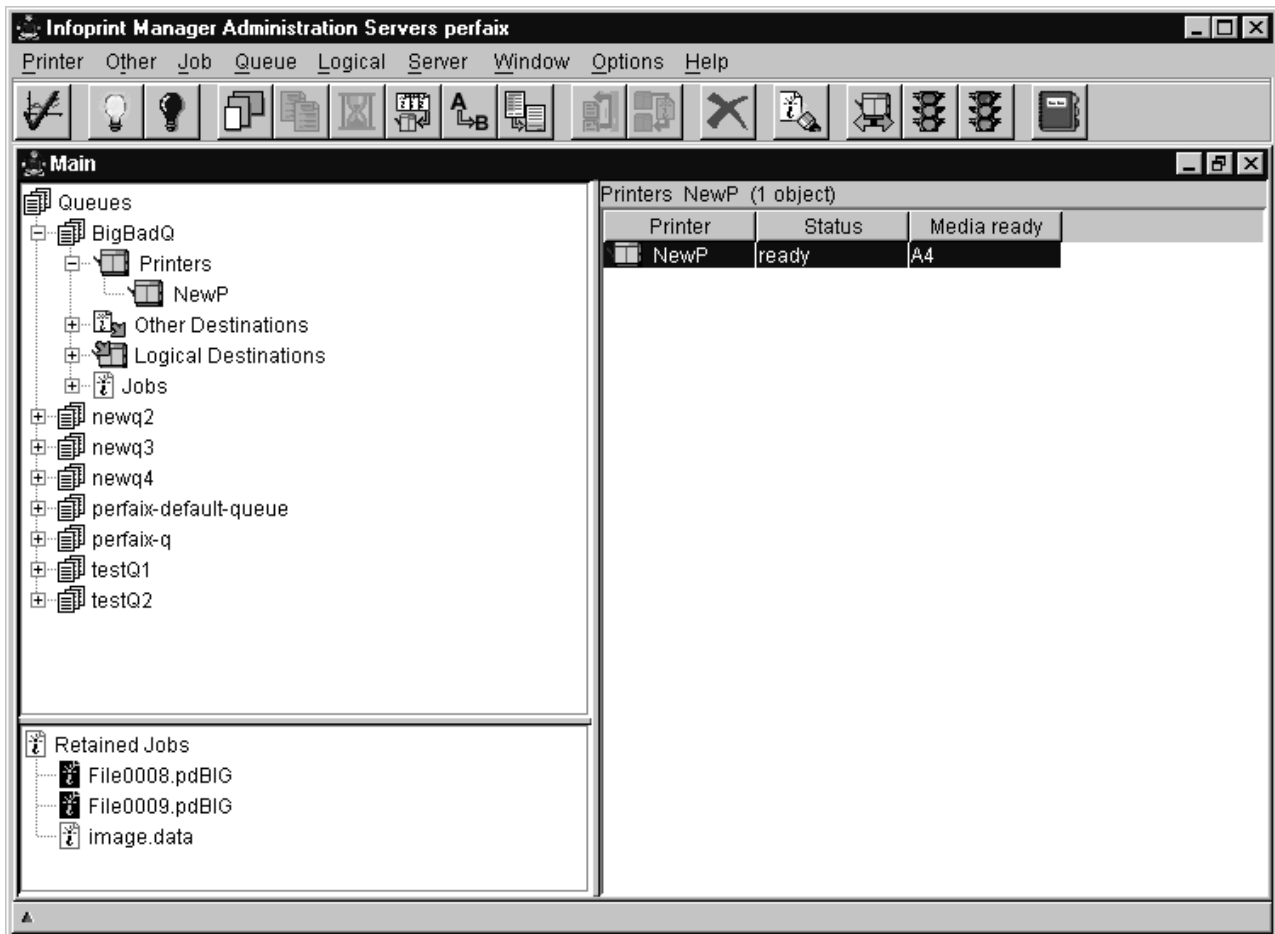 Infoprint Manager Administration Servers perfaix
Printer Other Job Queue Logical Server Window Options Help
A
B
Main
Queues
BigBadQ
Printers
NewP
Other Destinations
Logical Destinations
Jobs
newq2
newq3
newq4
perfaix-default-queue
perfaix-q
testQ1
testQ2
Retained Jobs
File0008.pdBIG
File0009.pdBIG
image.data
Printers NewP (1 object)
Printer Status Media ready
NewP ready A4